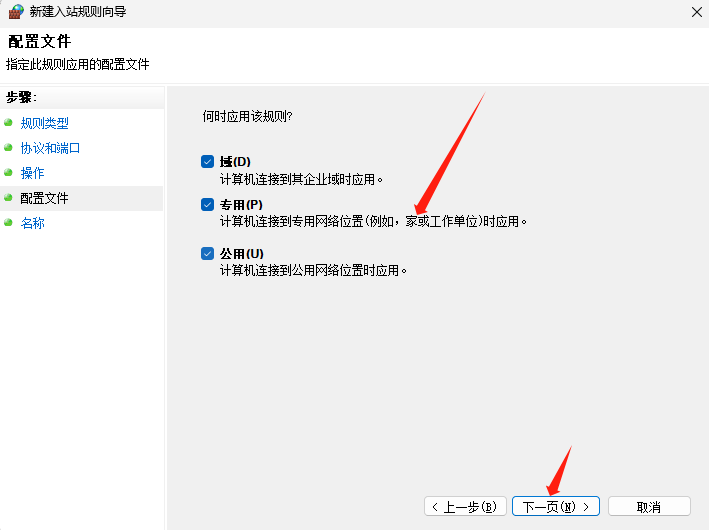 新建入站规则向导
配置文件
指定此规则应用的配置文件
步骤:
规则类型
协议和端口
操作
配置文件
名称
何时应用该规则?
域(D)
计算机连接到其企业域时应用。
专用(P)
计算机连接到专用网络位置(例如，家或工作单位)时应用。
公用(U)
计算机连接到公用网络位置时应用。
< 上一步(B)
下一页(N) >
取消